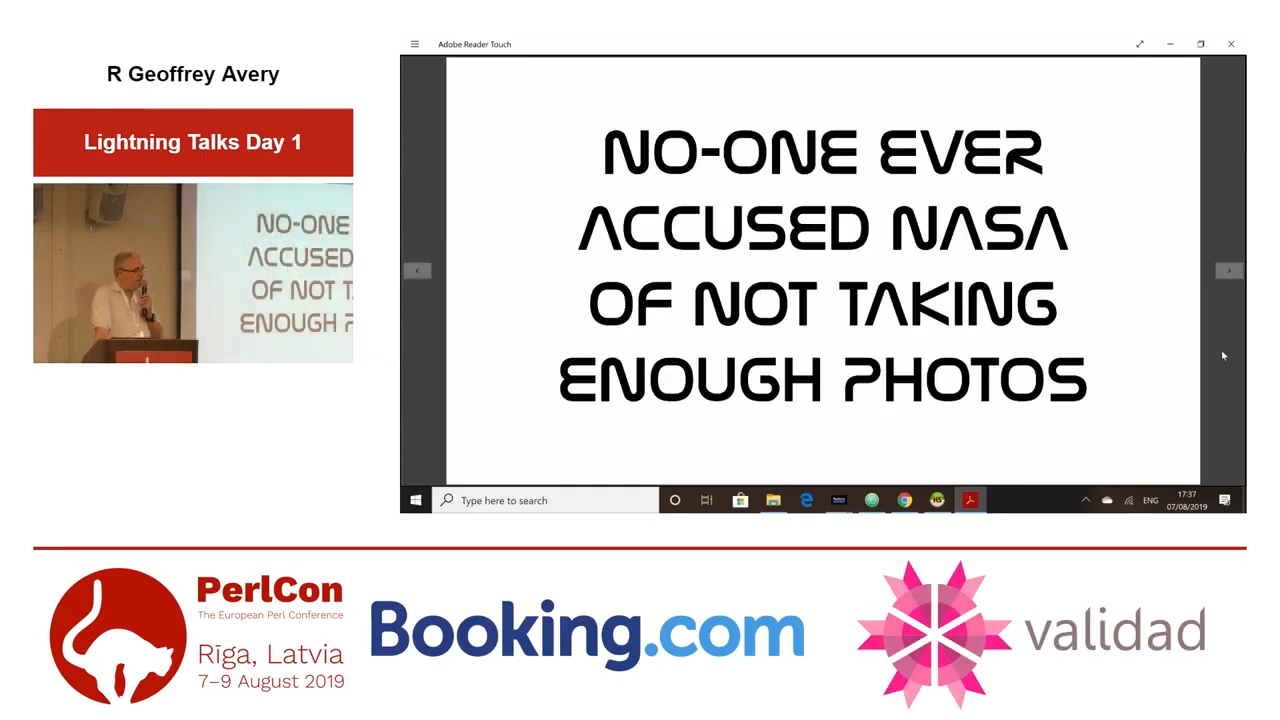 R Geoffrey Avery
Lightning Talks Day 1
NO-ONE
ACCUSED
OF NOT T
ENOUGH P
Adobe Reader Touch
NO-ONE EVER
ACCUSED NASA
OF NOT TAKING
ENOUGH PHOTOS
Type here to search
ENG
17:37
07/08/2019
PerlCon
The European Perl Conference
Rīga, Latvia
7–9 August 2019
Booking.com
validad